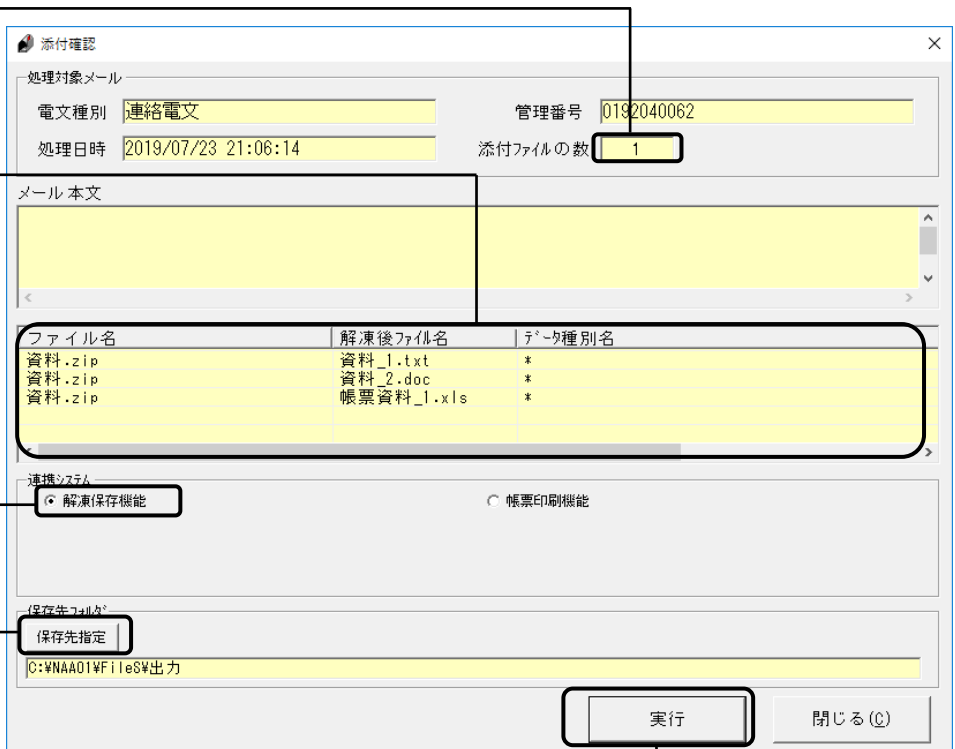 添付確認
処理対象メール
電文種別 連絡電文 管理番号 0192040062
処理日時 2019/07/23 21:06:14 添付ファイルの数 1
メール本文
ファイル名 解凍後ファイル名 データ種別名
資料.zip 資料_1.txt *
資料.zip 資料_2.doc *
資料.zip 帳票資料_1.xls *
連携システム
解凍保存機能 帳票印刷機能
保存先フォルダ
保存先指定
C:¥NAA01¥FileS¥出力
実行 閉じる(C)